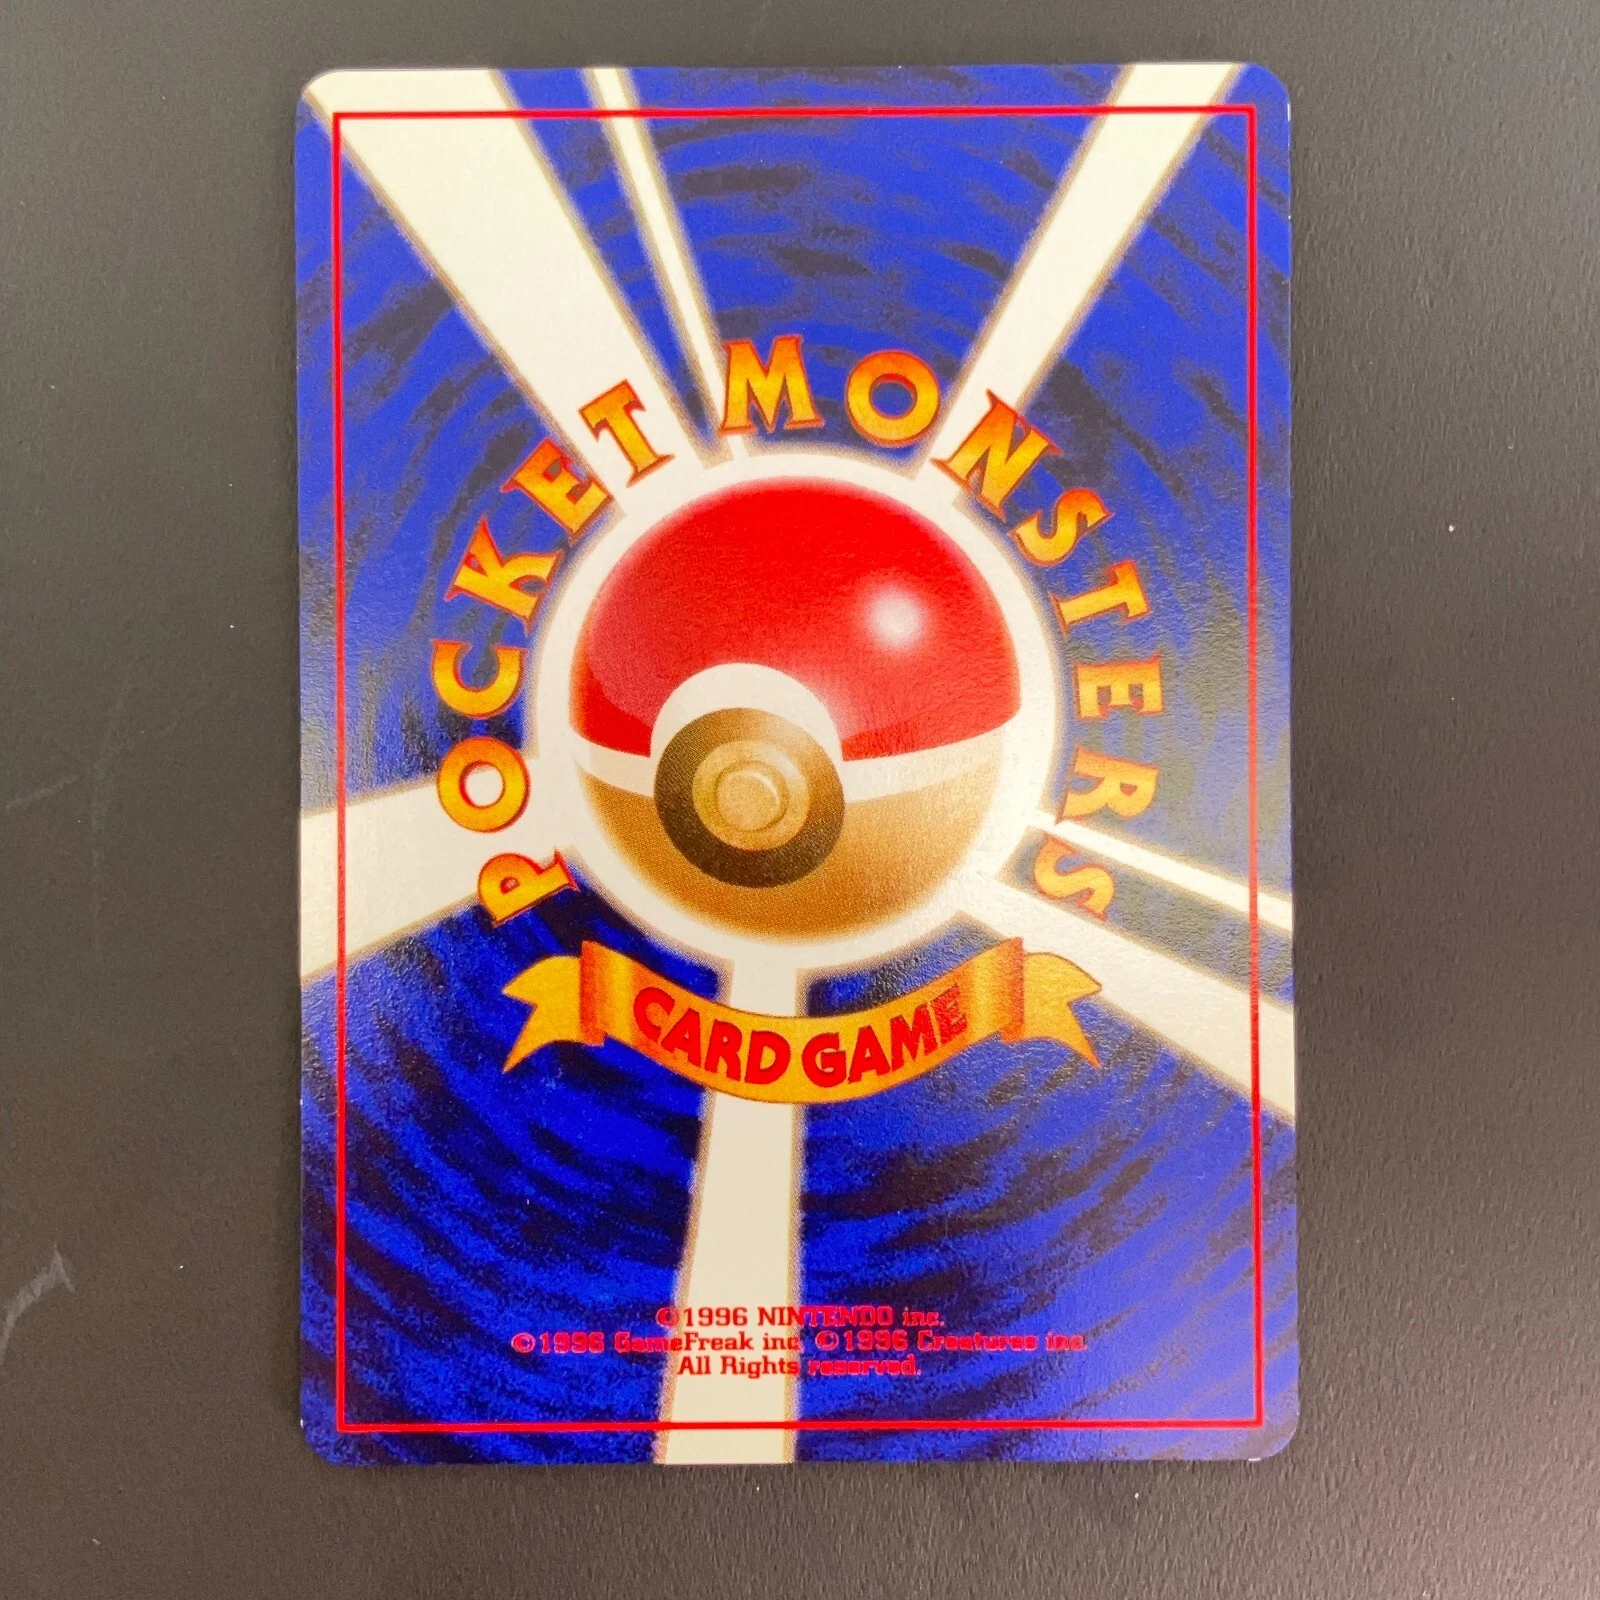 POCKET MONSTERS
CARD GAME
©1996 NINTENDO inc.
©1996 GameFreak inc. ©1996 Creatures inc.
All Rights reserved.